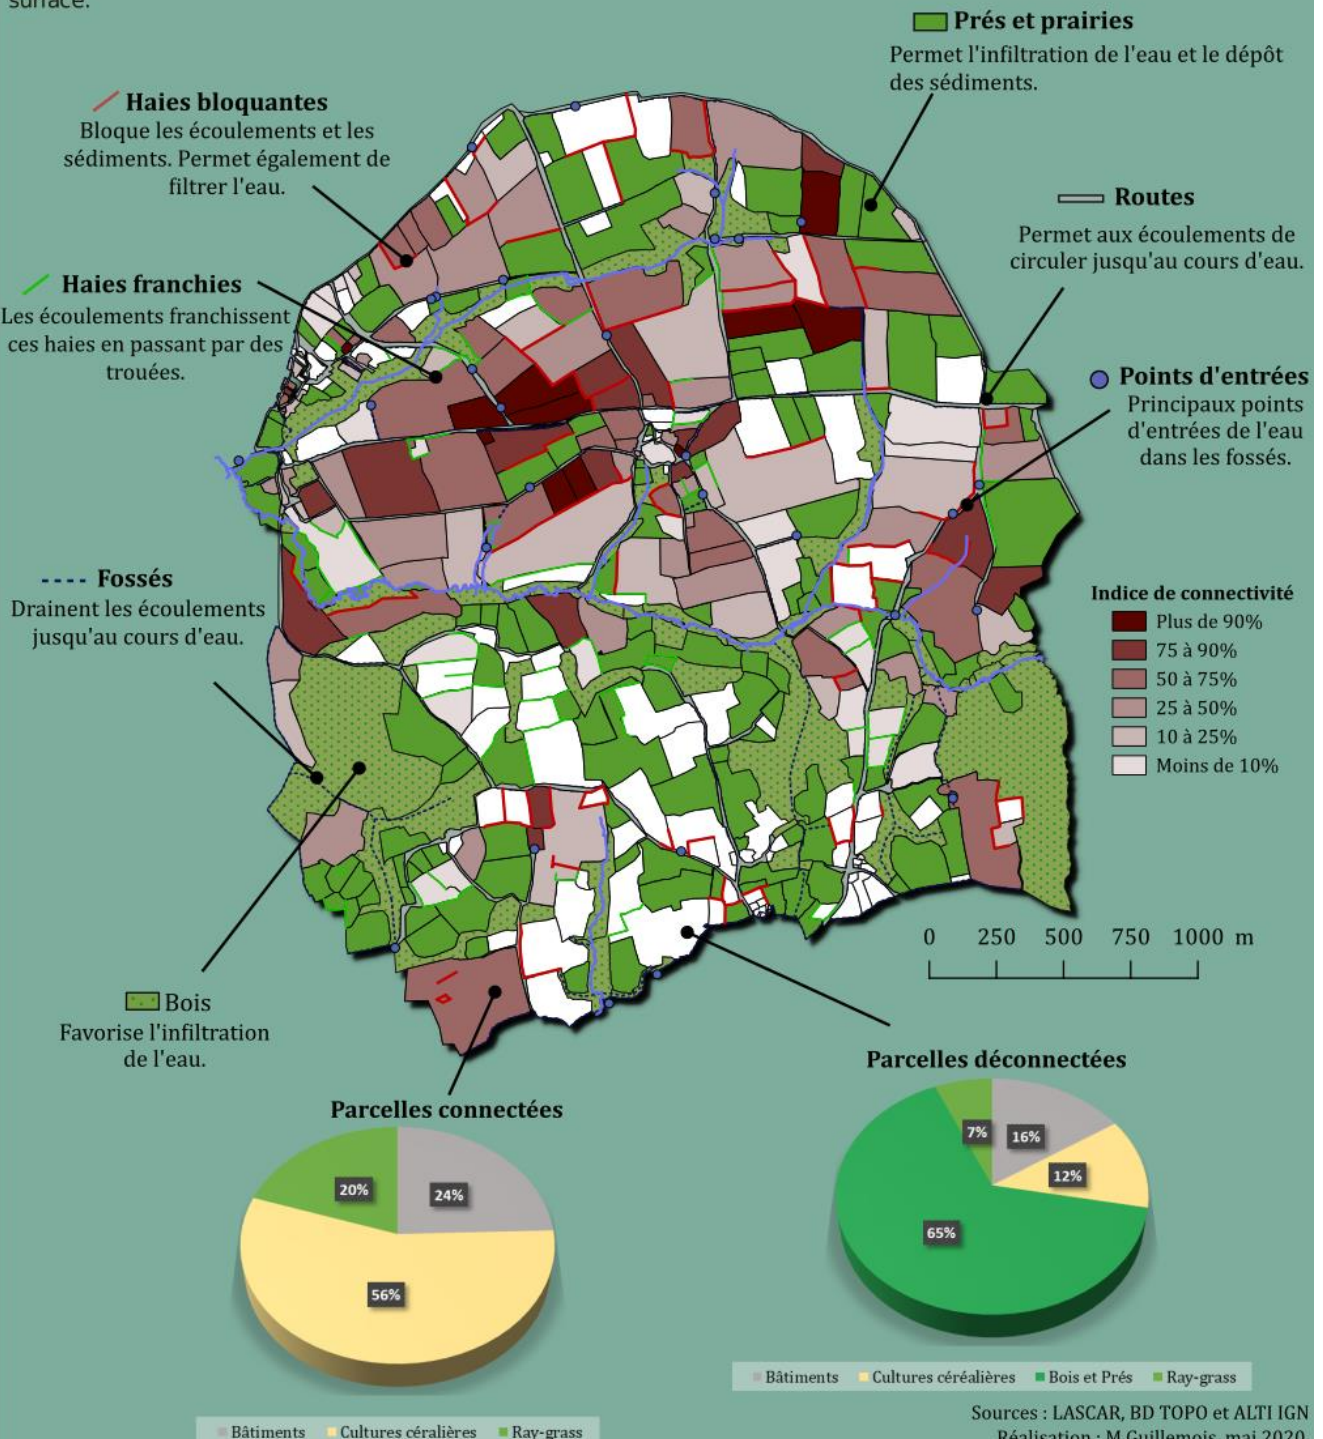 surface.
Prés et prairies
Permet l'infiltration de l'eau et le dépôt
des sédiments.
Haies bloquantes
Bloque les écoulements et les
sédiments. Permet également de
filtrer l'eau.
Routes
Permet aux écoulements de
circuler jusqu'au cours d'eau.
Haies franchies
Les écoulements franchissent
ces haies en passant par des
trouées.
Points d'entrées
Principaux points
d'entrées de l'eau
dans les fossés.
Fossés
Drainent les écoulements
jusqu'au cours d'eau.
Indice de connectivité
Plus de 90%
75 à 90%
50 à 75%
25 à 50%
10 à 25%
Moins de 10%
0 250 500 750 1000 m
Bois
Favorise l'infiltration
de l'eau.
Parcelles connectées
20%
24%
56%
Bâtiments Cultures céralières Ray-grass
Parcelles déconnectées
7%
16%
12%
65%
Bâtiments Cultures céréalières Bois et Prés Ray-grass
Sources : LASCAR, BD TOPO et ALTI IGN
Réalisation : M.Guillemois, mai 2020